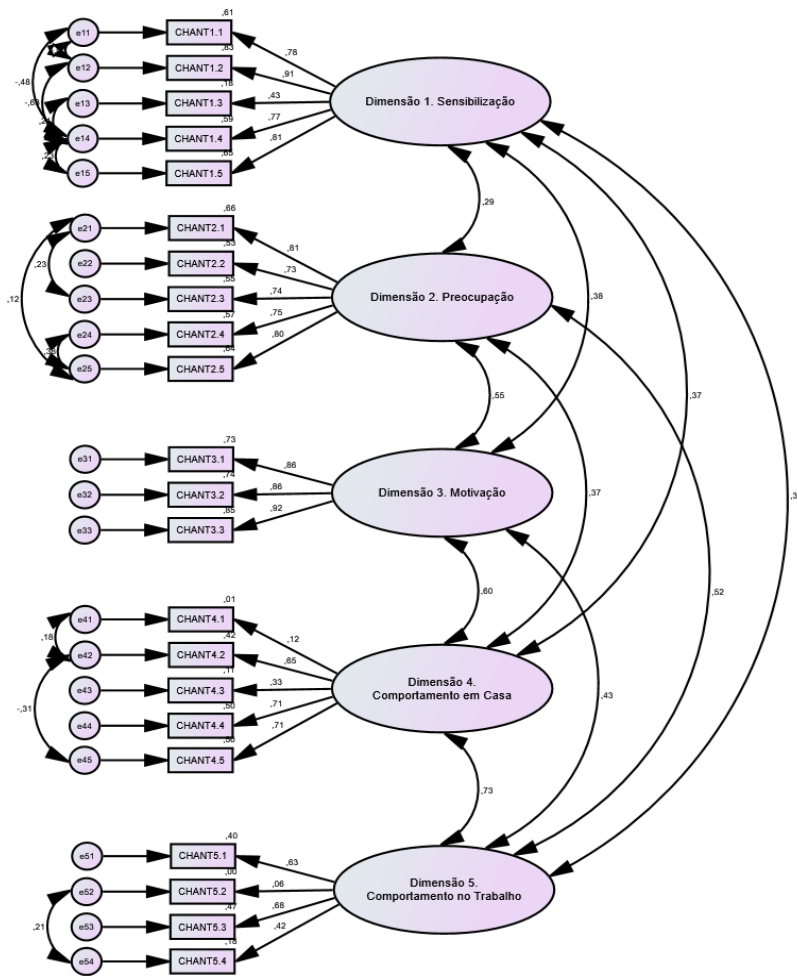 ,61
e11
CHANT1.1
,78
,83
e12
CHANT1.2
,91
-,48
,18
e13
CHANT1.3
,43
,59
e14
CHANT1.4
,77
,65
e15
CHANT1.5
,81
Dimensão 1. Sensibilização
,29
,66
e21
CHANT2.1
,81
,53
e22
CHANT2.2
,73
,23
,55
e23
CHANT2.3
,74
,12
,57
e24
CHANT2.4
,75
,64
e25
CHANT2.5
,80
Dimensão 2. Preocupação
,38
,37
,55
,73
e31
CHANT3.1
,86
,74
e32
CHANT3.2
,86
,85
e33
CHANT3.3
,92
Dimensão 3. Motivação
,37
,52
,60
,01
e41
CHANT4.1
,12
,18
,42
e42
CHANT4.2
,65
,11
e43
CHANT4.3
,33
-,31
,50
e44
CHANT4.4
,71
,50
e45
CHANT4.5
,71
Dimensão 4.
Comportamento em Casa
,43
,73
,40
e51
CHANT5.1
,63
,00
e52
CHANT5.2
,06
,21
,47
e53
CHANT5.3
,68
,18
e54
CHANT5.4
,42
Dimensão 5.
Comportamento no Trabalho